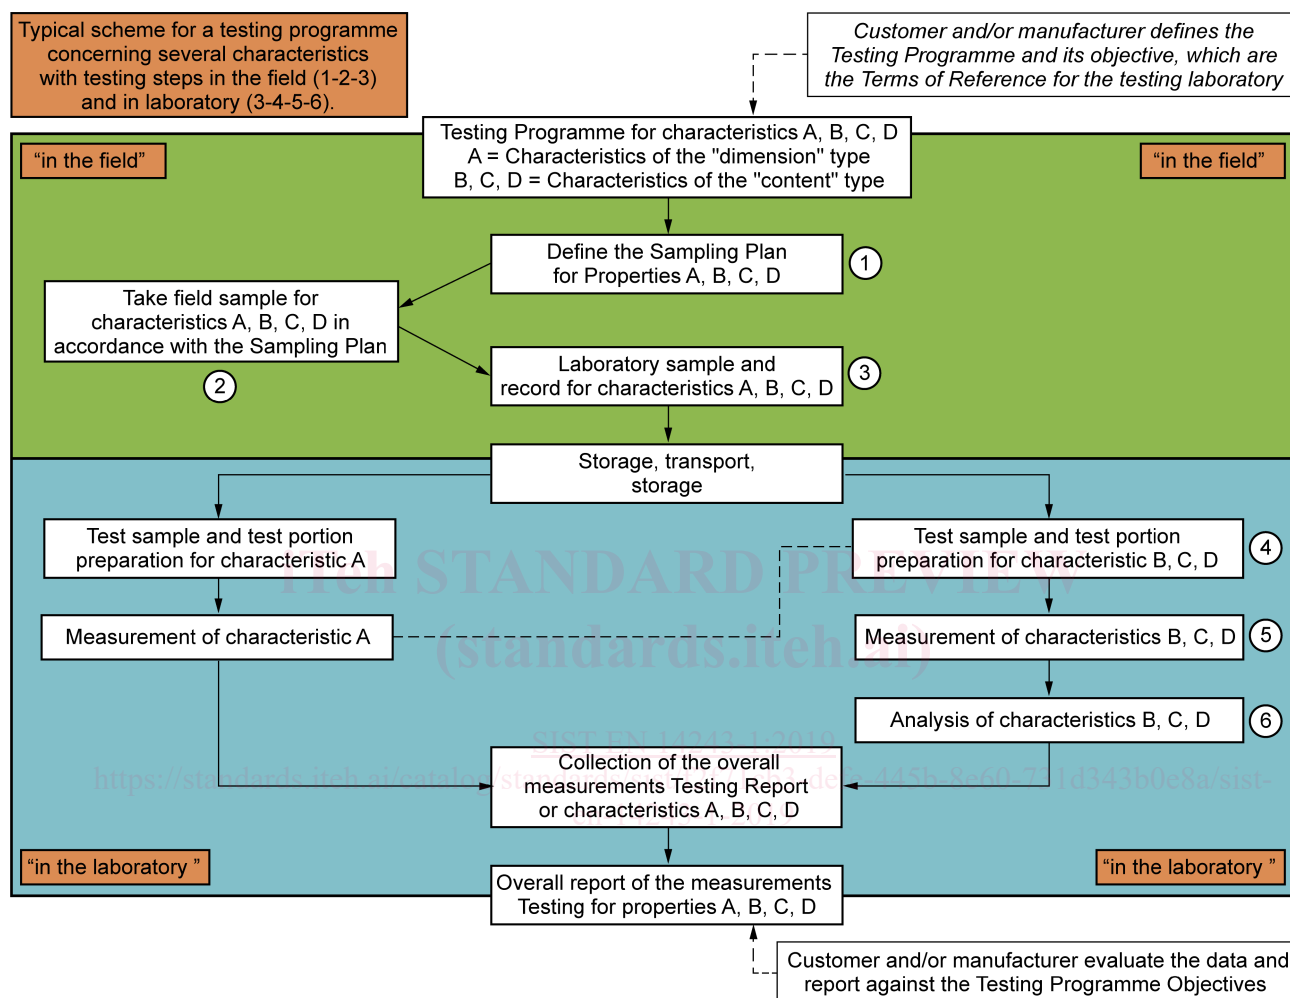 Typical scheme for a testing programme
concerning several characteristics
with testing steps in the field (1-2-3)
and in laboratory (3-4-5-6).
Customer and/or manufacturer defines the
Testing Programme and its objective, which are
the Terms of Reference for the testing laboratory
“in the field”
Testing Programme for characteristics A, B, C, D
A = Characteristics of the "dimension" type
B, C, D = Characteristics of the "content" type
“in the field”
Define the Sampling Plan
for Properties A, B, C, D
1
Take field sample for
characteristics A, B, C, D in
accordance with the Sampling Plan
2
Laboratory sample and
record for characteristics A, B, C, D
3
Storage, transport,
storage
Test sample and test portion
preparation for characteristic A
Test sample and test portion
preparation for characteristic B, C, D
4
iTeh STANDARD PREVIEW
Measurement of characteristic A
Measurement of characteristics B, C, D
5
(standards.iteh.ai)
Analysis of characteristics B, C, D
6
SIST EN 14243-1:2019
Collection of the overall
measurements Testing Report
or characteristics A, B, C, D
“in the laboratory ”
“in the laboratory ”
Overall report of the measurements
Testing for properties A, B, C, D
Customer and/or manufacturer evaluate the data and
report against the Testing Programme Objectives